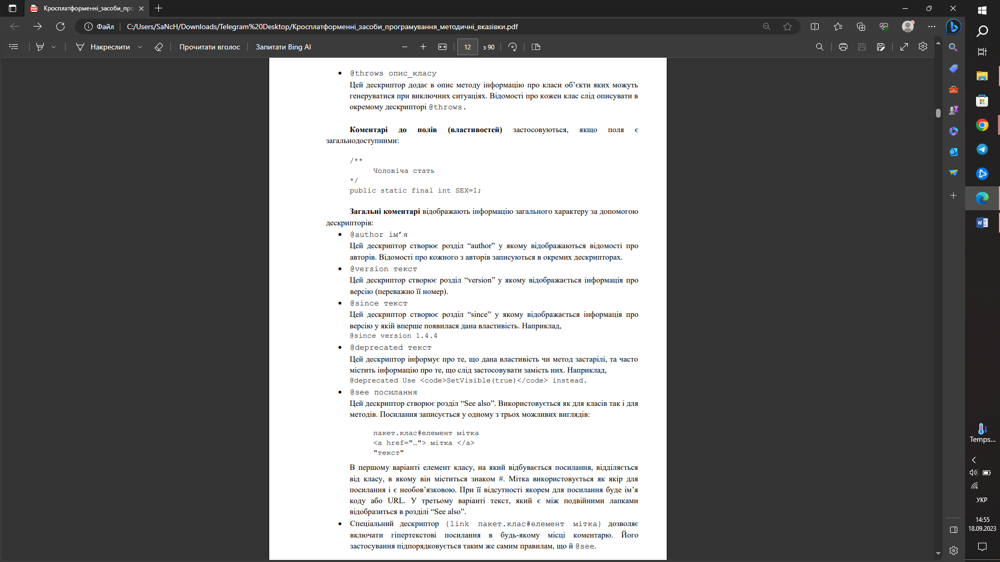 Кросплатформенні_засоби_про
Файл
C:/Users/SaNcH/Downloads/Telegram%20Desktop/Кросплатформенні_засоби_програмування_методичні_вказівки.pdf
Накреслити
Прочитати вголос
Запитати Bing AI
12
з 90
• @throws опис_класу
Цей дескриптор додає в опис методу інформацію про класи об’єкти яких можуть
генеруватися при виключних ситуаціях. Відомості про кожен клас слід описувати в
окремому дескрипторі @throws.
Коментарі до полів (властивостей) застосовуються, якщо поля є
загальнодоступними:
/**
Чоловіча стать
*/
public static final int SEX=1;
Загальні коментарі відображають інформацію загального характеру за допомогою
дескрипторів:
• @author ім’я
Цей дескриптор створює розділ “author” у якому відображаються відомості про
авторів. Відомості про кожного з авторів записуються в окремих дескрипторах.
• @version текст
Цей дескриптор створює розділ “version” у якому відображається інформація про
версію (переважно її номер).
• @since текст
Цей дескриптор створює розділ “since” у якому відображається інформація про
версію у якій вперше появилася дана властивість. Наприклад,
@since version 1.4.4
• @deprecated текст
Цей дескриптор інформує про те, що дана властивість чи метод застарілі, та часто
містить інформацію про те, що слід застосовувати замість них. Наприклад,
@deprecated Use <code>SetVisible(true)</code> instead.
• @see посилання
Цей дескриптор створює розділ “See also”. Використовується як для класів так і для
методів. Посилання записується у одному з трьох можливих виглядів:
пакет.клас#елемент мітка
<a href="…"> мітка </a>
"текст"
В першому варіанті елемент класу, на який відбувається посилання, відділяється
від класу, в якому він міститься знаком #. Мітка використовується як якір для
посилання і є необов’язковою. При її відсутності якорем для посилання буде ім’я
коду або URL. У третьому варіанті текст, який є між подвійними лапками
відобразиться в розділі “See also”.
• Спеціальний дескриптор {link пакет.клас#елемент мітка} дозволяє
включати гіпертекстові посилання в будь-якому місці коментарю. Його
застосування підпорядковується таким же самим правилам, що й @see.
Temps...
УКР
14:55
18.09.2023